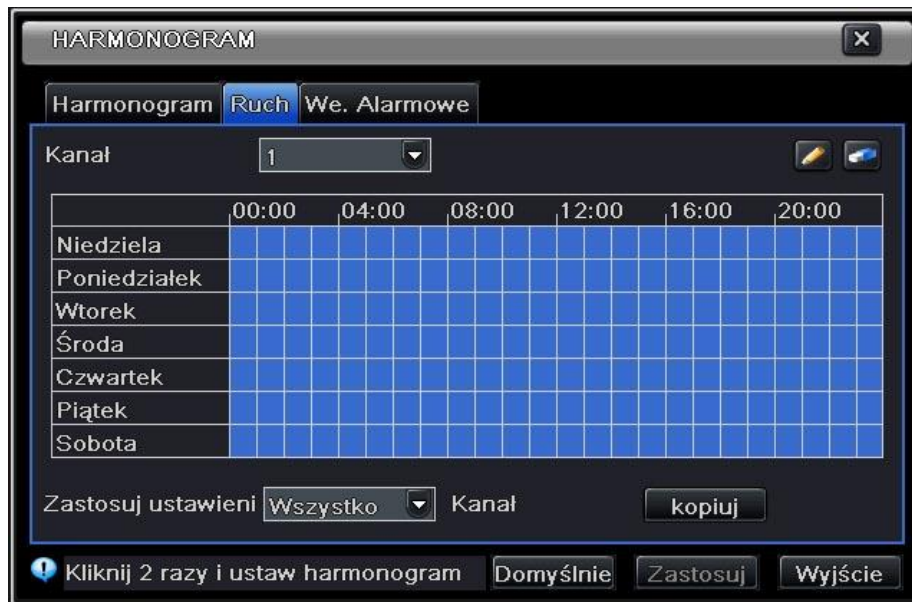 HARMONOGRAM
Harmonogram Ruch We. Alarmowe
Kanał 1
00:00 04:00 08:00 12:00 16:00 20:00
Niedziela
Poniedziałek
Wtorek
Środa
Czwartek
Piątek
Sobota
Zastosuj ustawieni Wszystko Kanał kopiuj
Kliknij 2 razy i ustaw harmonogram Domyślnie Zastosuj Wyjście